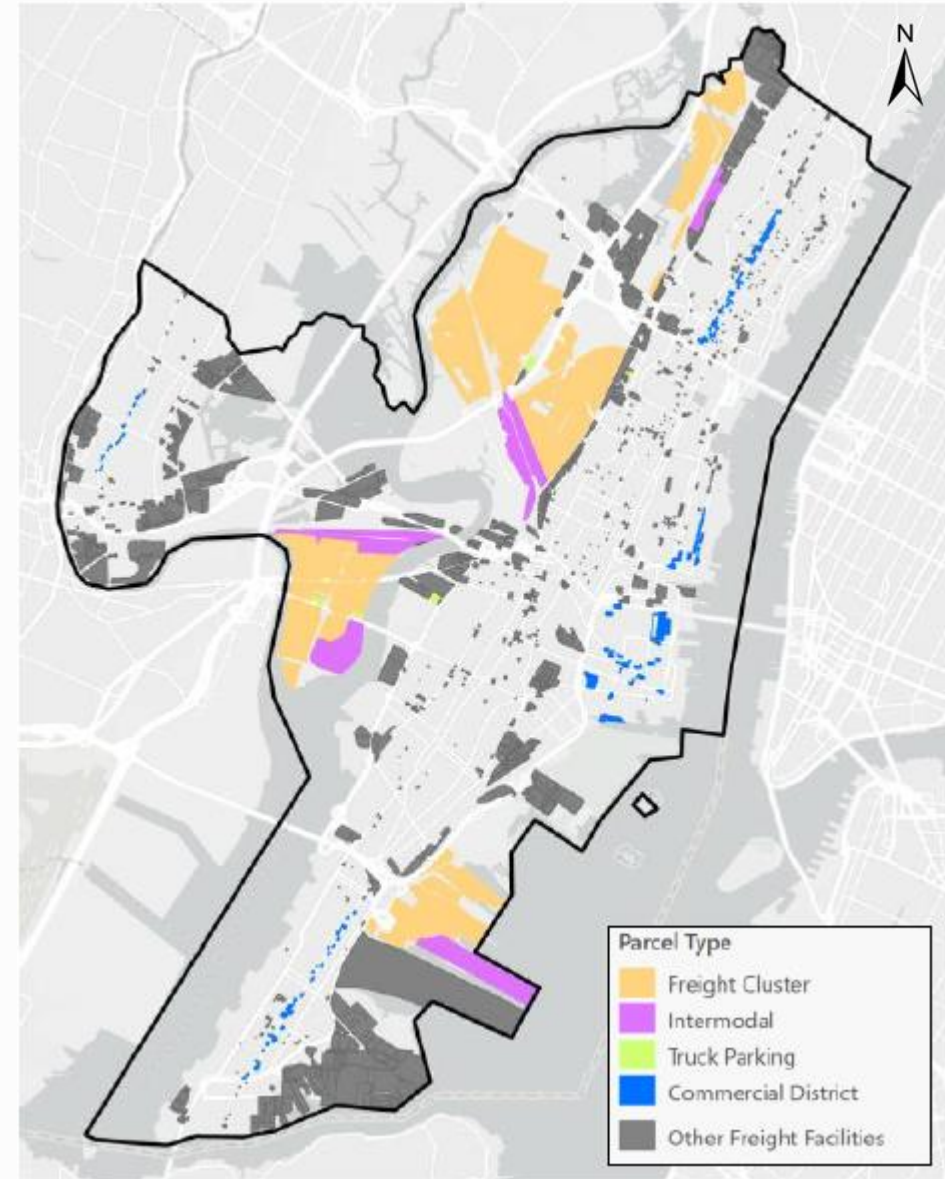 N
Parcel Type
Freight Cluster
Intermodal
Truck Parking
Commercial District
Other Freight Facilities